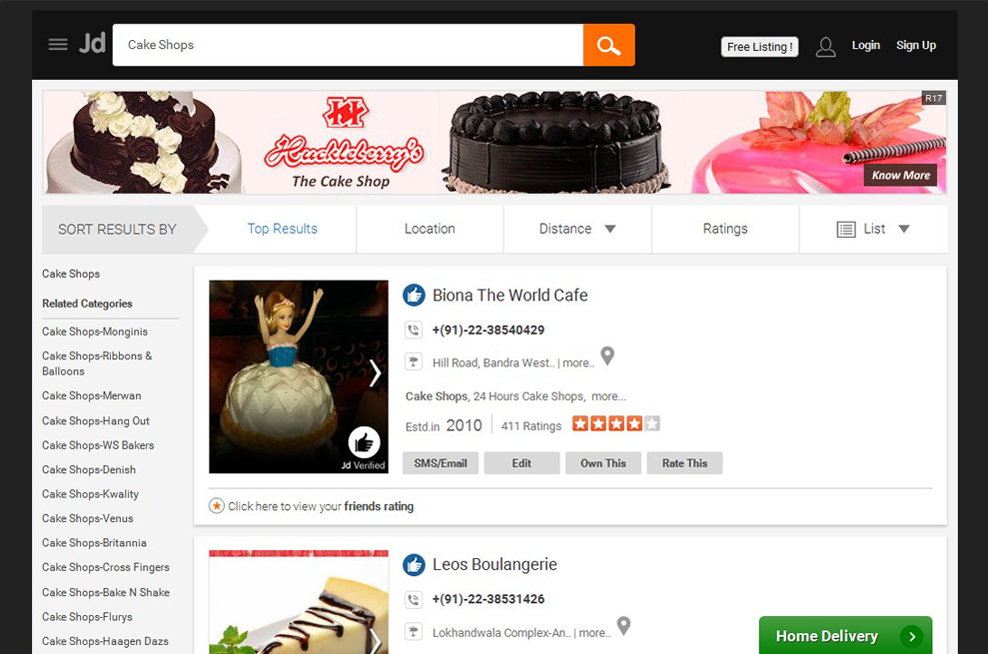 Jd
Cake Shops
Free Listing !
Login
Sign Up
R17
Huckleberry's
The Cake Shop
Know More
SORT RESULTS BY
Top Results
Location
Distance
Ratings
List
Cake Shops
Related Categories
Cake Shops-Monginis
Cake Shops-Ribbons &
Balloons
Cake Shops-Merwan
Cake Shops-Hang Out
Cake Shops-WS Bakers
Cake Shops-Denish
Cake Shops-Kwality
Cake Shops-Venus
Cake Shops-Britannia
Cake Shops-Cross Fingers
Cake Shops-Bake N Shake
Cake Shops-Flurys
Cake Shops-Haagen Dazs
Jd Verified
Biona The World Cafe
+(91)-22-38540429
Hill Road, Bandra West.. | more..
Cake Shops, 24 Hours Cake Shops, more...
Estd.in 2010 411 Ratings
SMS/Email
Edit
Own This
Rate This
Click here to view your friends rating
Leos Boulangerie
+(91)-22-38531426
Lokhandwala Complex-An.. | more..
Home Delivery